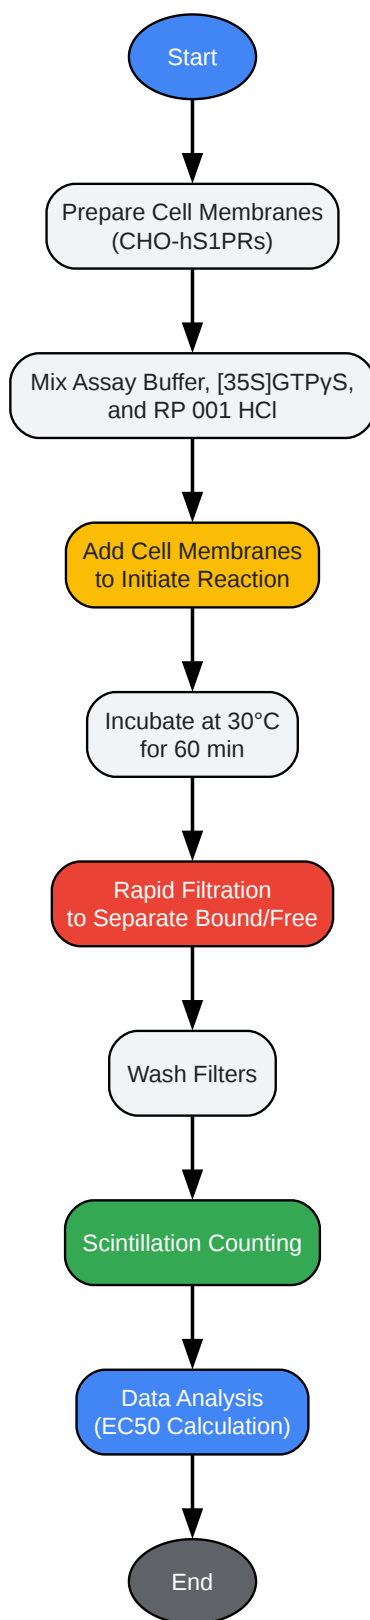 Start
Prepare Cell Membranes
(CHO-hS1PRs)
Mix Assay Buffer, [35S]GTPγS,
and RP 001 HCl
Add Cell Membranes
to Initiate Reaction
Incubate at 30°C
for 60 min
Rapid Filtration
to Separate Bound/Free
Wash Filters
Scintillation Counting
Data Analysis
(EC50 Calculation)
End